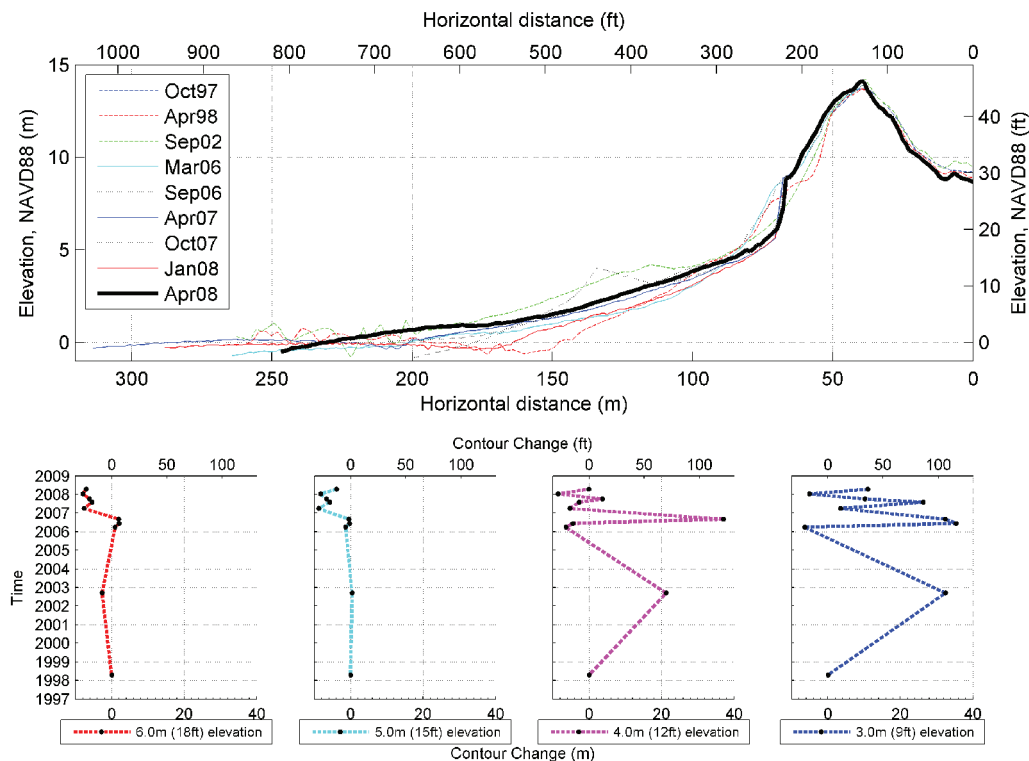 Horizontal distance (ft)
1000 900 800 700 600 500 400 300 200 100 0
15
10
5
0
Elevation, NAVD88 (m)
Oct97
Apr98
Sep02
Mar06
Sep06
Apr07
Oct07
Jan08
Apr08
40
30
20
10
0
Elevation, NAVD88 (ft)
300 250 200 150 100 50 0
Horizontal distance (m)
Contour Change (ft)
0 50 100 0 50 100 0 50 100 0 50 100
2009
2008
2007
2006
2005
2004
2003
2002
2001
2000
1999
1998
1997
Time
0 20 40 0 20 40 0 20 40 0 20 40
6.0m (18ft) elevation 5.0m (15ft) elevation 4.0m (12ft) elevation 3.0m (9ft) elevation
Contour Change (m)